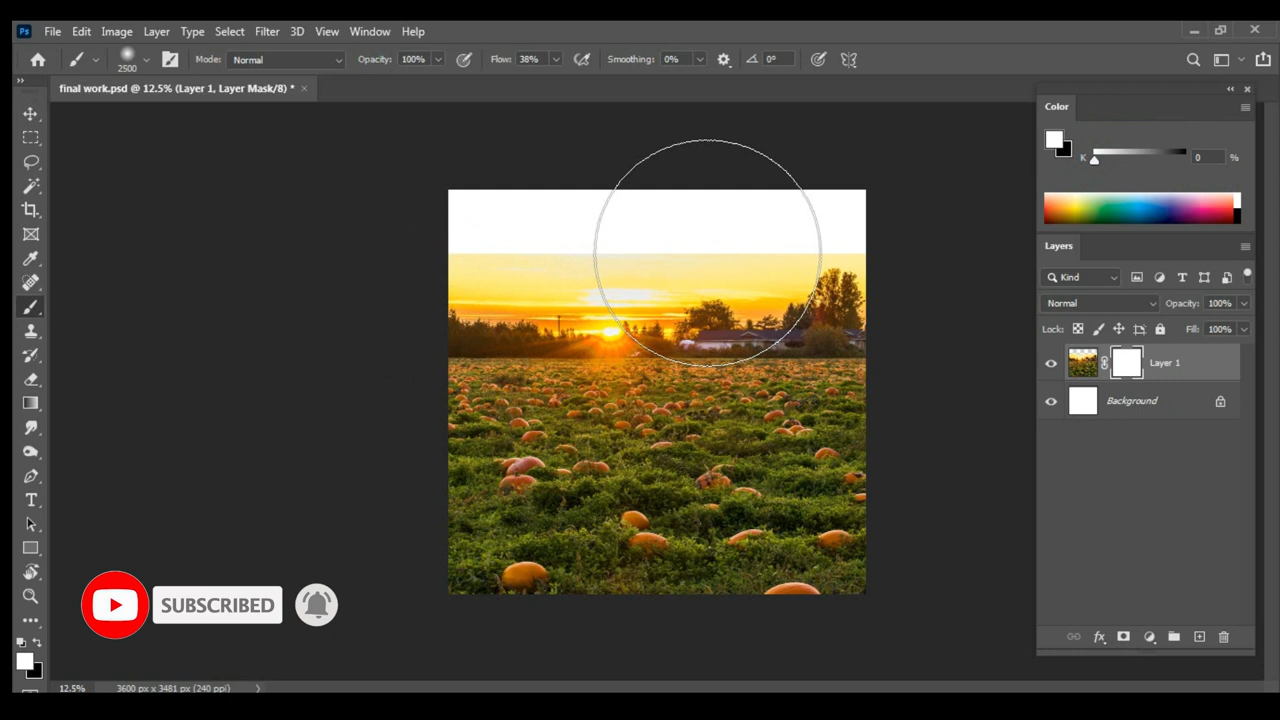 Ps File Edit Image Layer Type Select Filter 3D View Window Help
2500 Mode: Normal Opacity: 100% Flow: 38% Smoothing: 0% 0°
final work.psd @ 12.5% (Layer 1, Layer Mask/8) *
Color
K 0 %
Layers
Kind
Normal Opacity: 100%
Lock: Fill: 100%
Layer 1
Background
fx
SUBSCRIBED
12.5% 3600 px x 3481 px (240 ppi)